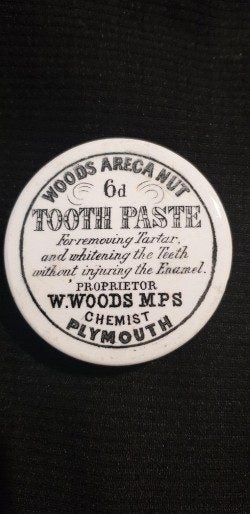 WOODS ARECA NUT
6d
TOOTH PASTE
For removing Tartar,
and whitening the Teeth
without injuring the Enamel.
PROPRIETOR
W. WOODS MPS
CHEMIST
PLYMOUTH